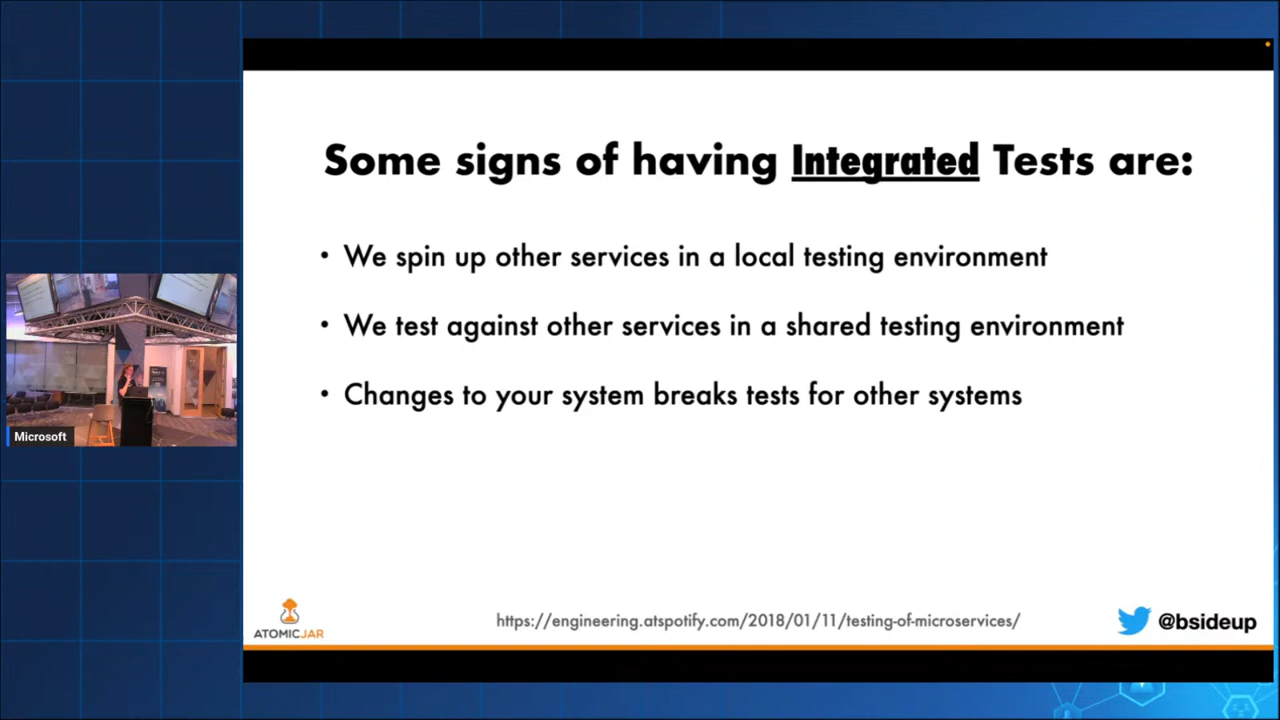 Some signs of having Integrated Tests are:
• We spin up other services in a local testing environment
• We test against other services in a shared testing environment
• Changes to your system breaks tests for other systems
Microsoft
ATOMICJAR
https://engineering.atspotify.com/2018/01/11/testing-of-microservices/
@bsideup